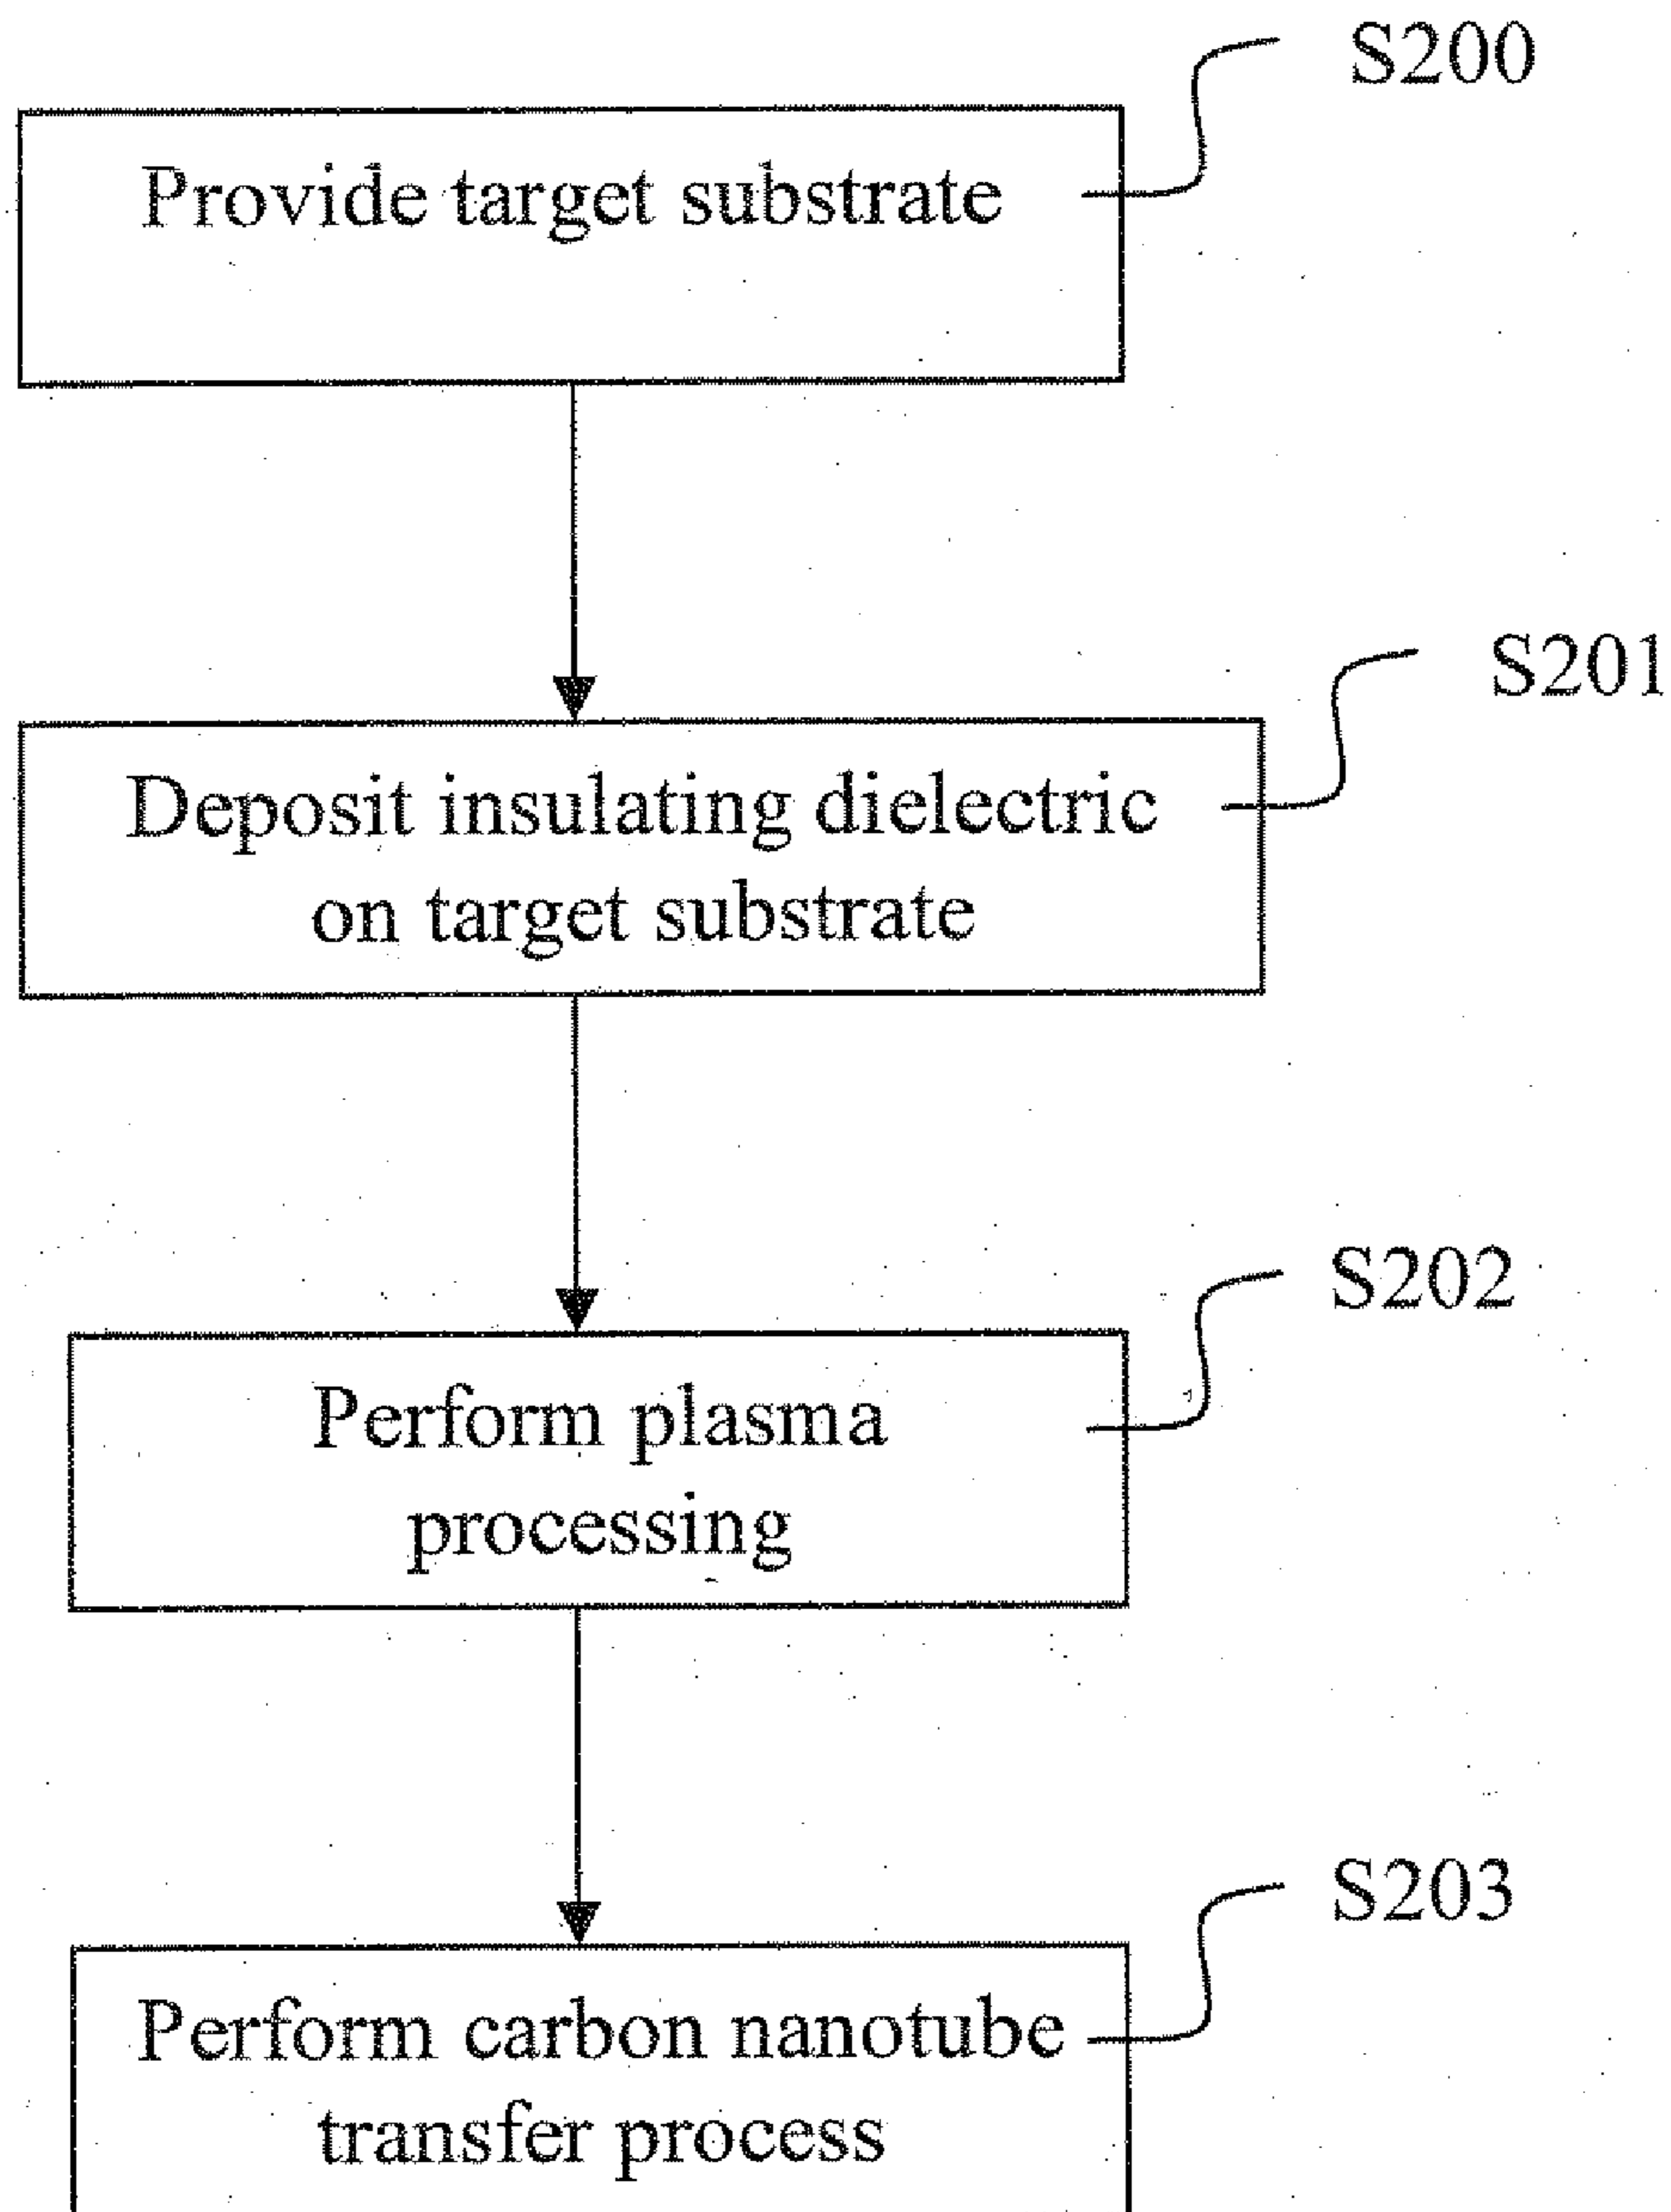 S200
Provide target substrate
S201
Deposit insulating dielectric
on target substrate
S202
Perform plasma
processing
S203
Perform carbon nanotube
transfer process